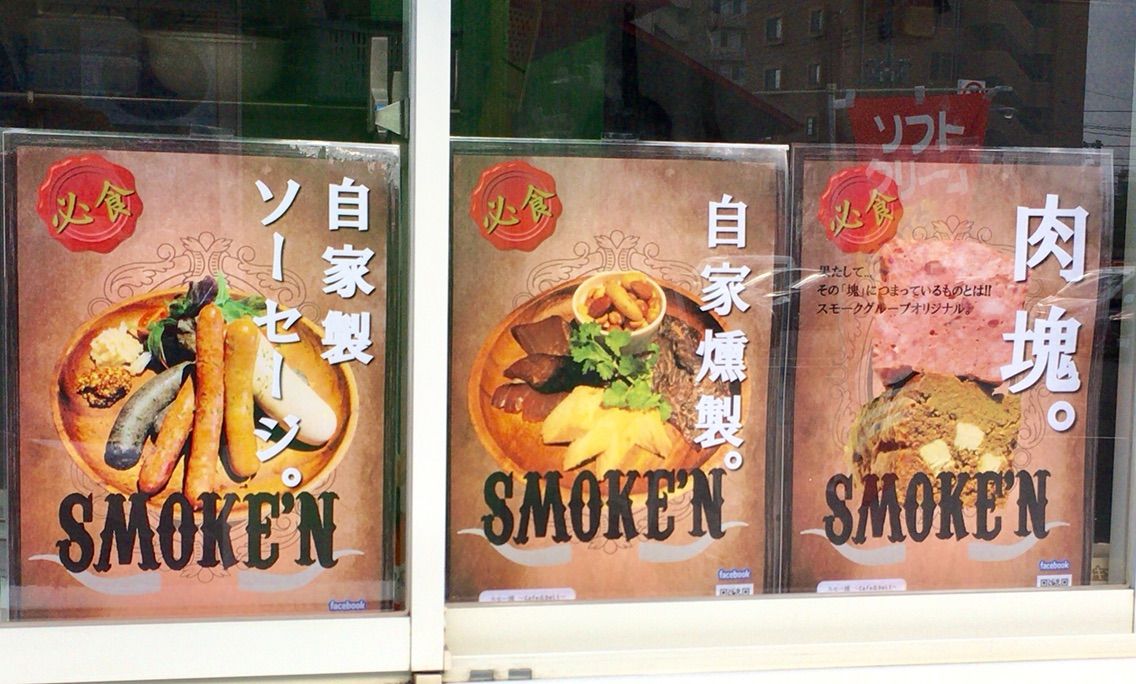 必食
自家製
ソーセージ。
SMOKE'N
facebook
必食
自家燻製。
SMOKE'N
facebook
ソフト
クリーム
必食
肉塊。
果たして...
その「塊」につまっているものとは!!
スモークグループオリジナル。
SMOKE'N
facebook